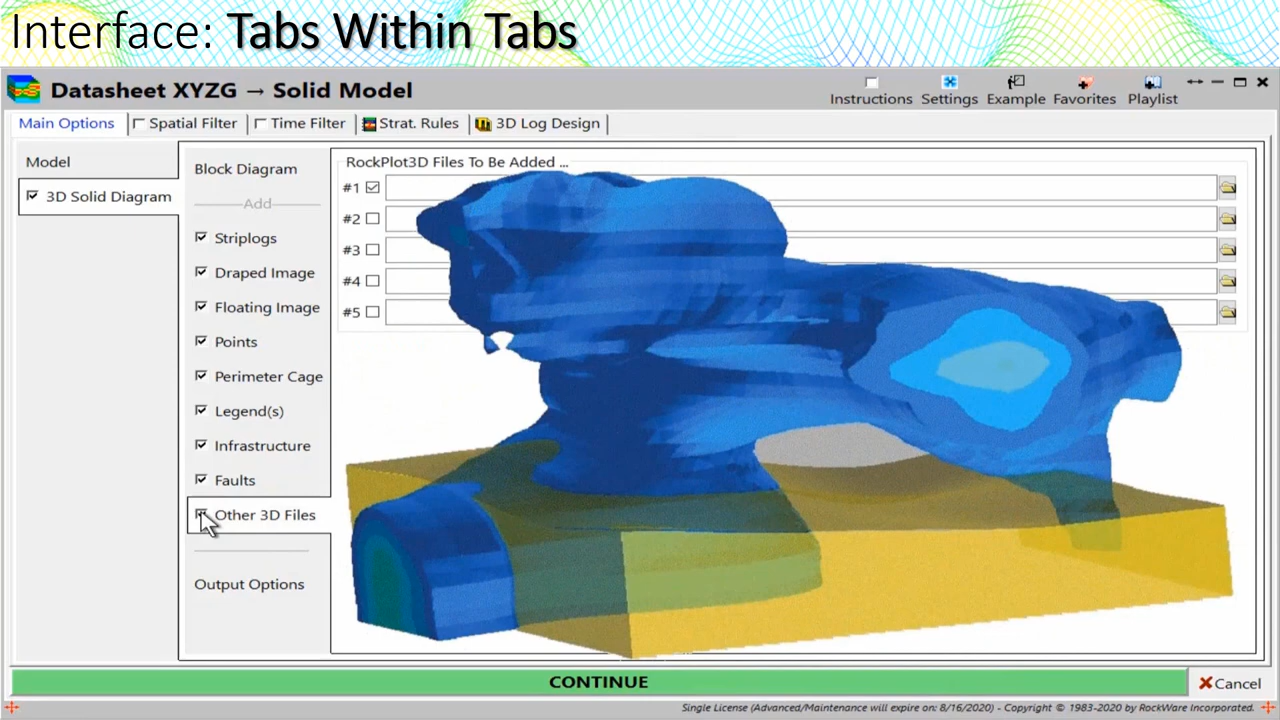 Interface: Tabs Within Tabs
Datasheet XYZG → Solid Model
Instructions Settings Example Favorites Playlist
Main Options Spatial Filter Time Filter Strat. Rules 3D Log Design
Model
3D Solid Diagram
Block Diagram
Add
Striplogs
Draped Image
Floating Image
Points
Perimeter Cage
Legend(s)
Infrastructure
Faults
Other 3D Files
Output Options
RockPlot3D Files To Be Added ...
#1
#2
#3
#4
#5
CONTINUE
Cancel
Single License (Advanced/Maintenance will expire on: 8/16/2020) - Copyright © 1983-2020 by RockWare Incorporated.